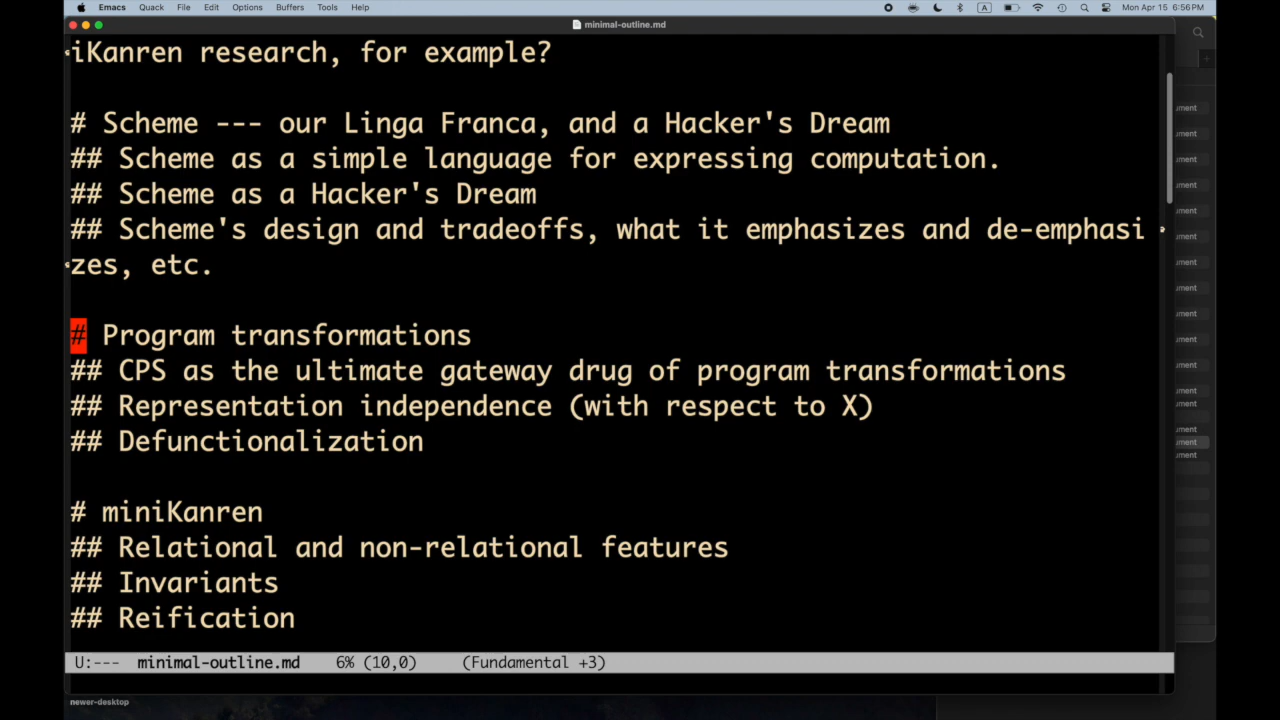 Emacs Quack File Edit Options Buffers Tools Help A Mon Apr 15 6:56 PM
minimal-outline.md
iKanren research, for example?
# Scheme --- our Linga Franca, and a Hacker's Dream
## Scheme as a simple language for expressing computation.
## Scheme as a Hacker's Dream
## Scheme's design and tradeoffs, what it emphasizes and de-emphasi
zes, etc.
# Program transformations
## CPS as the ultimate gateway drug of program transformations
## Representation independence (with respect to X)
## Defunctionalization
# miniKanren
## Relational and non-relational features
## Invariants
## Reification
U:--- minimal-outline.md 6% (10,0) (Fundamental +3)
newer-desktop